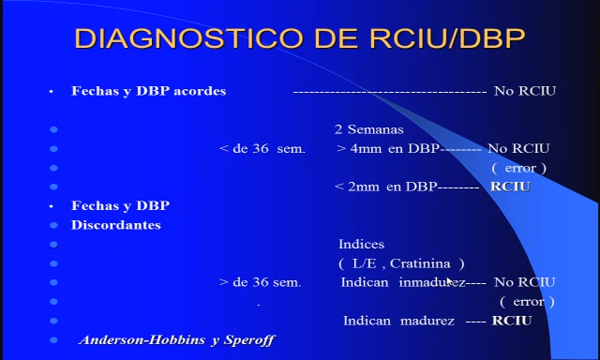 DIAGNOSTICO DE RCIU/DBP
Fechas y DBP acordes ------------------------------------- No RCIU
2 Semanas
< de 36 sem. > 4mm en DBP-------- No RCIU
( error )
< 2mm en DBP-------- RCIU
Fechas y DBP
Discordantes
Indices
( L/E , Cratinina )
> de 36 sem. Indican inmadurez---- No RCIU
. ( error )
Indican madurez ---- RCIU
Anderson-Hobbins y Speroff